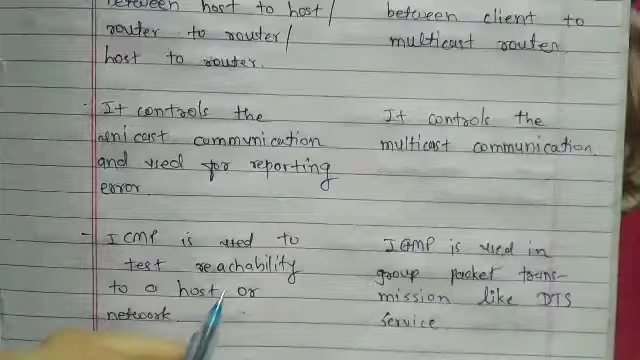 between host to host/
router to router/
host to router.
between client to
multicast router
- It controls the
unicast communication
and used for reporting
error
It controls the
multicast communication
- ICMP is used to
test reachability
to a host or
network
IGMP is used in
group packet trans-
mission like DTS
service